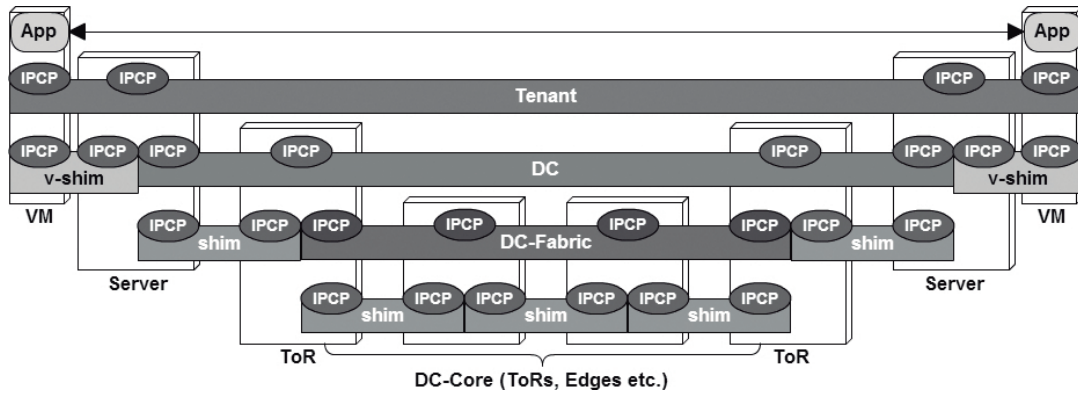 App App
IPCP IPCP IPCP IPCP
Tenant
IPCP IPCP IPCP IPCP IPCP IPCP IPCP IPCP
v-shim DC v-shim
VM VM
IPCP IPCP IPCP IPCP IPCP IPCP IPCP IPCP
shim DC-Fabric shim
Server Server
IPCP IPCP IPCP IPCP IPCP IPCP
shim shim shim
ToR ToR
DC-Core (ToRs, Edges etc.)